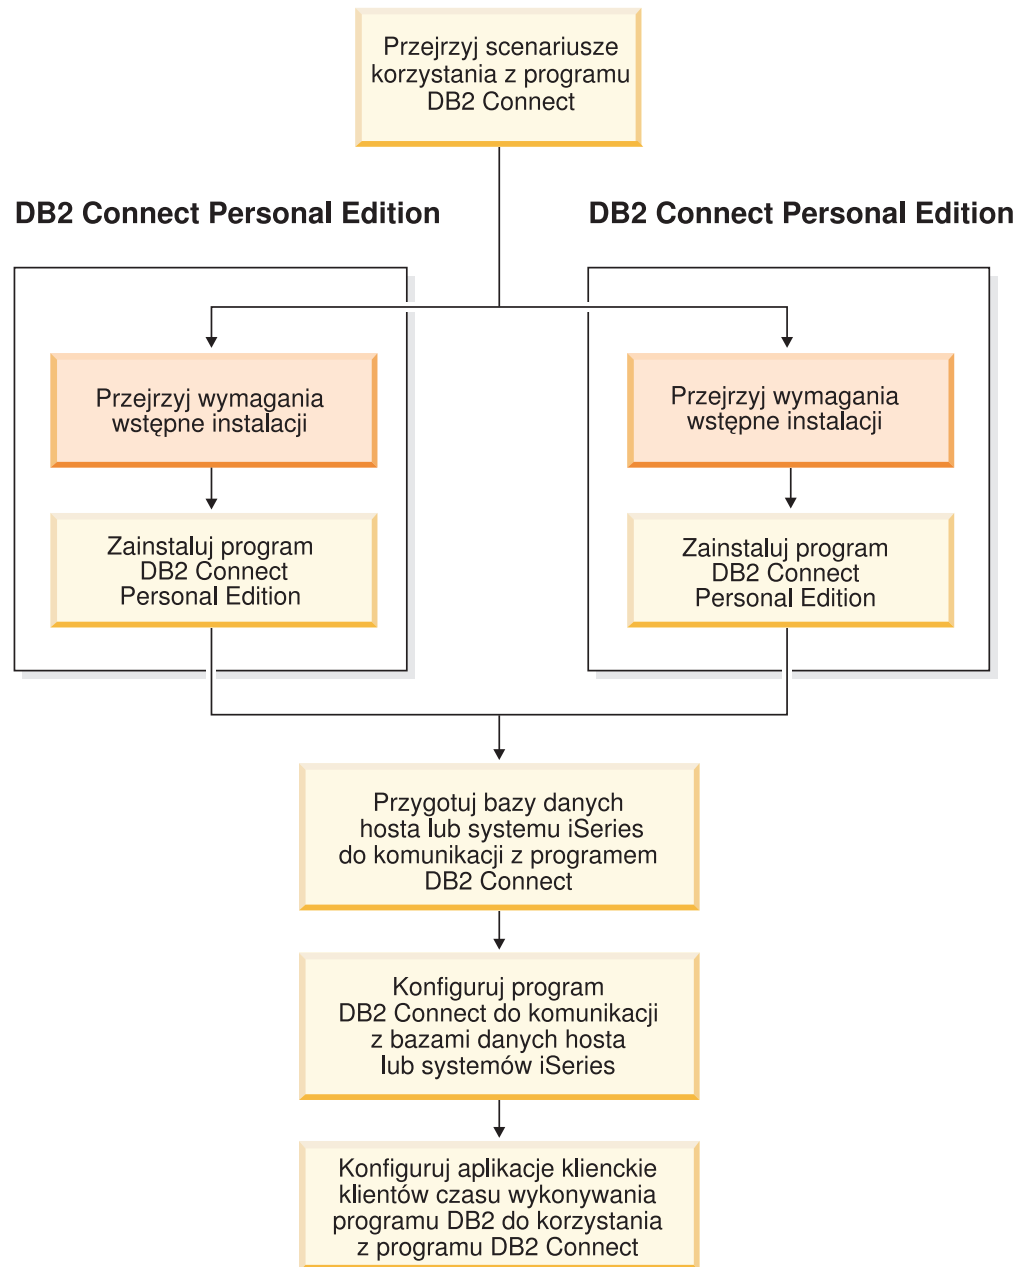 Przejrzyj scenariusze
korzystania z programu
DB2 Connect
DB2 Connect Personal Edition
DB2 Connect Personal Edition
Przejrzyj wymagania
wstępne instalacji
Przejrzyj wymagania
wstępne instalacji
Zainstaluj program
DB2 Connect
Personal Edition
Zainstaluj program
DB2 Connect
Personal Edition
Przygotuj bazy danych
hosta lub systemu iSeries
do komunikacji z programem
DB2 Connect
Konfiguruj program
DB2 Connect do komunikacji
z bazami danych hosta
lub systemów iSeries
Konfiguruj aplikacje klienckie
klientów czasu wykonywania
programu DB2 do korzystania
z programu DB2 Connect